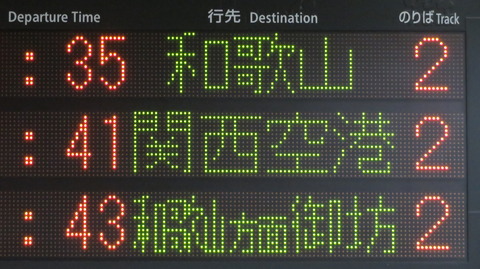 Departure Time 行先 Destination のりば Track
:35 和歌山 2
:41 関西空港 2
:43 和歌山方面御坊方 2